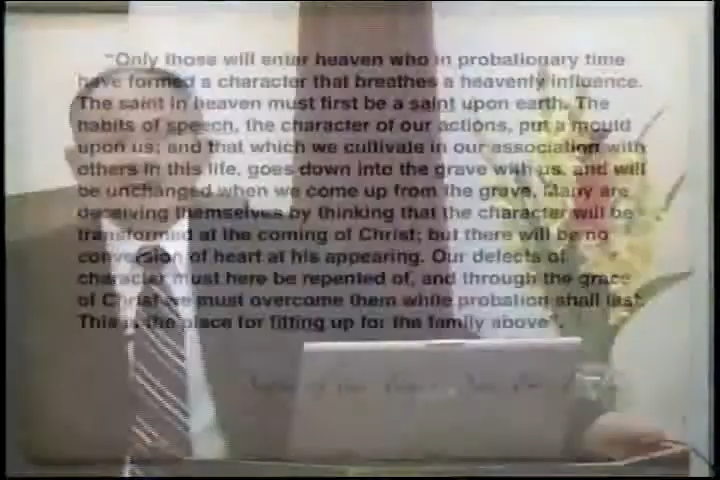 "Only those will enter heaven who in probationary time
have formed a character that breathes a heavenly influence.
The saint in heaven must first be a saint upon earth. The
habits of speech, the character of our actions, put a mould
upon us; and that which we cultivate in our association with
others in this life, goes down into the grave with us, and will
be unchanged when we come up from the grave. Many are
deceiving themselves by thinking that the character will be
transformed at the coming of Christ; but there will be no
conversion of heart at his appearing. Our defects of
character must here be repented of, and through the grace
of Christ we must overcome them while probation shall last.
This is the place for fitting up for the family above".